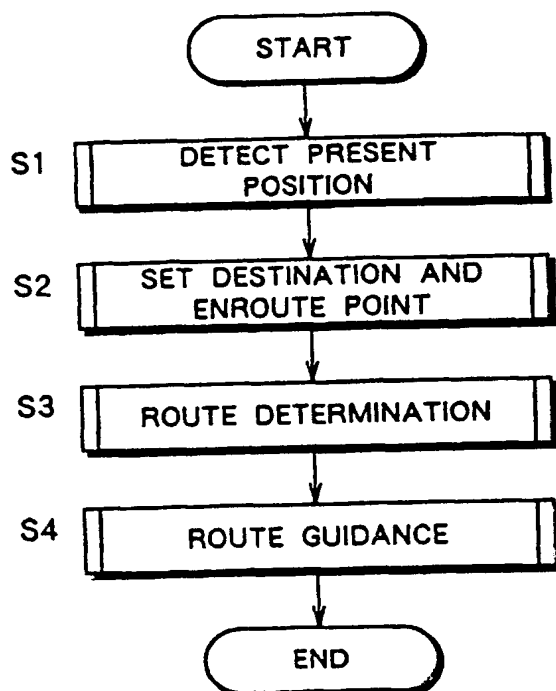 START
S1
DETECT PRESENT
POSITION
S2
SET DESTINATION AND
ENROUTE POINT
S3
ROUTE DETERMINATION
S4
ROUTE GUIDANCE
END